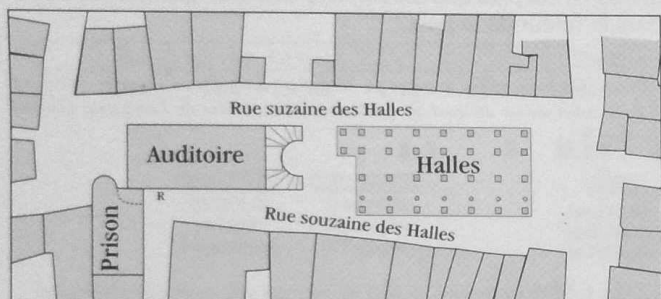 Rue suzaine des Halles
Auditoire
Halles
R
Prison
Rue souzaine des Halles